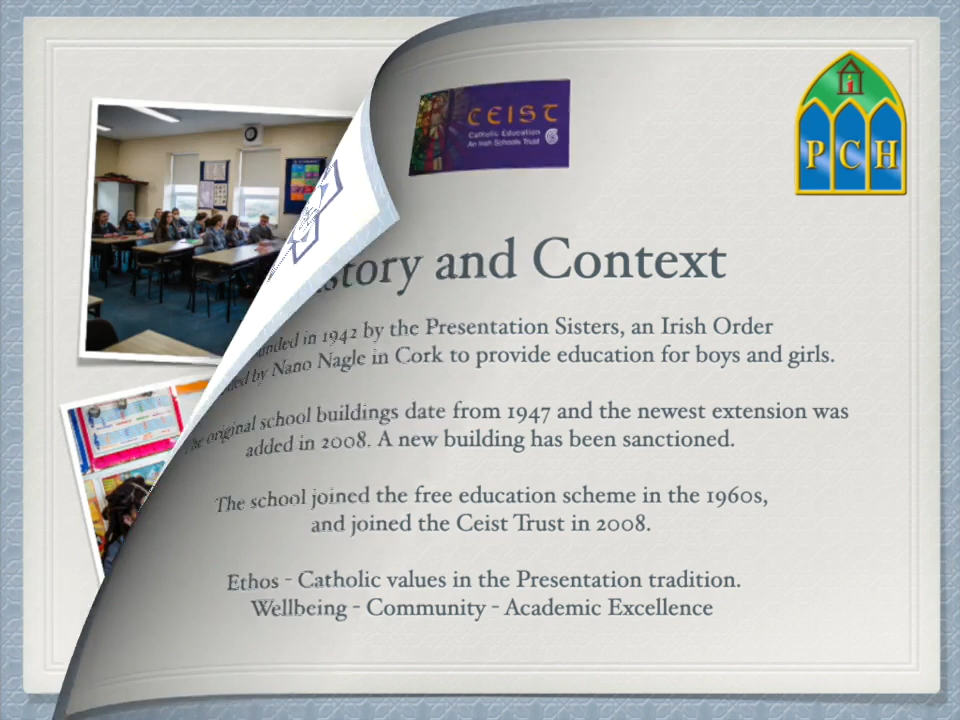 CEIST
Catholic Education
An Irish Schools Trust
PCH
story and Context
unded in 1942 by the Presentation Sisters, an Irish Order
ded by Nano Nagle in Cork to provide education for boys and girls.
The original school buildings date from 1947 and the newest extension was
added in 2008. A new building has been sanctioned.
The school joined the free education scheme in the 1960s,
and joined the Ceist Trust in 2008.
Ethos - Catholic values in the Presentation tradition.
Wellbeing - Community - Academic Excellence